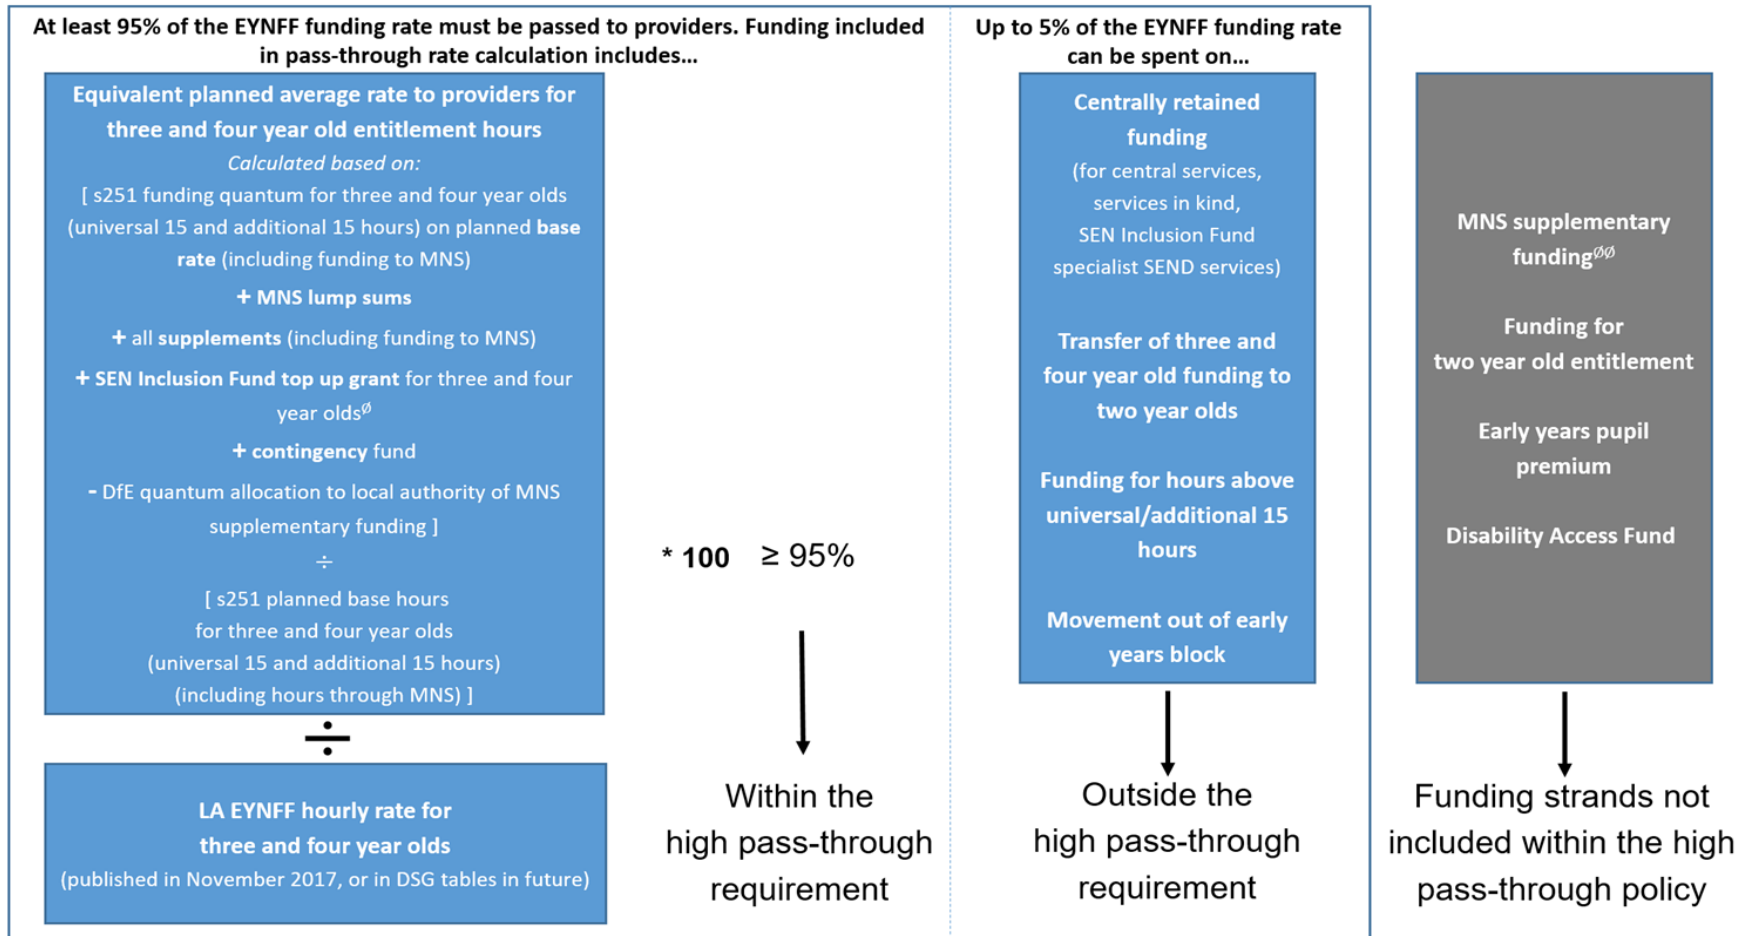 At least 95% of the EYNFF funding rate must be passed to providers. Funding included
in pass-through rate calculation includes...
Equivalent planned average rate to providers for
three and four year old entitlement hours
Calculated based on:
[ s251 funding quantum for three and four year olds
(universal 15 and additional 15 hours) on planned base
rate (including funding to MNS)
+ MNS lump sums
+ all supplements (including funding to MNS)
+ SEN Inclusion Fund top up grant for three and four
year olds^ø
+ contingency fund
- DfE quantum allocation to local authority of MNS
supplementary funding ]
÷
[ s251 planned base hours
for three and four year olds
(universal 15 and additional 15 hours)
(including hours through MNS) ]
÷
LA EYNFF hourly rate for
three and four year olds
(published in November 2017, or in DSG tables in future)
* 100 ≥ 95%
Within the
high pass-through
requirement
Up to 5% of the EYNFF funding rate
can be spent on...
Centrally retained
funding
(for central services,
services in kind,
SEN Inclusion Fund
specialist SEND services)
Transfer of three and
four year old funding to
two year olds
Funding for hours above
universal/additional 15
hours
Movement out of early
years block
Outside the
high pass-through
requirement
MNS supplementary
funding^øø
Funding for
two year old entitlement
Early years pupil
premium
Disability Access Fund
Funding strands not
included within the high
pass-through policy